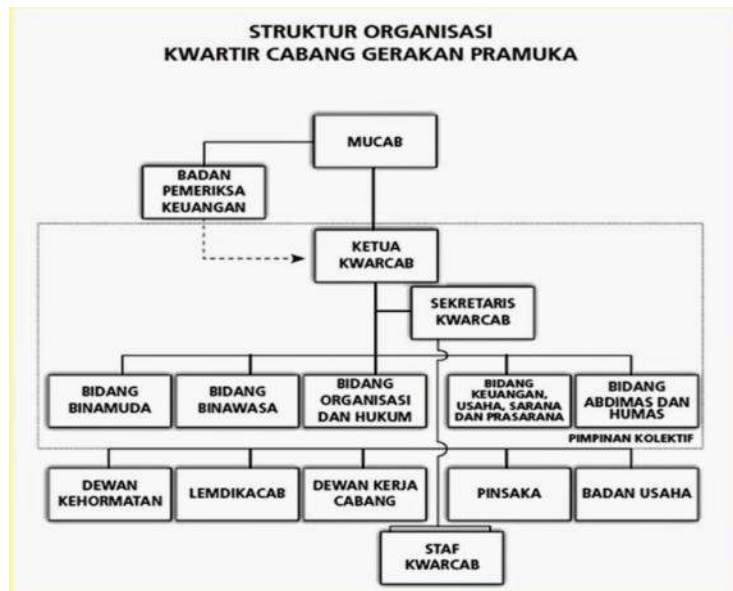 STRUKTUR ORGANISASI
KWARTIR CABANG GERAKAN PRAMUKA
MUCAB
BADAN
PEMERIKSA
KEUANGAN
KETUA
KWARCAB
SEKRETARIS
KWARCAB
BIDANG
BINAMUDA
BIDANG
BINAWASA
BIDANG
ORGANISASI
DAN HUKUM
BIDANG
KEUANGAN,
USAHA, SARANA
DAN PRASARANA
BIDANG
ABDIMAS DAN
HUMAS
PIMPINAN KOLEKTIF
DEWAN
KEHORMATAN
LEMDIKACAB
DEWAN KERJA
CABANG
PINSAKA
BADAN USAHA
STAF
KWARCAB